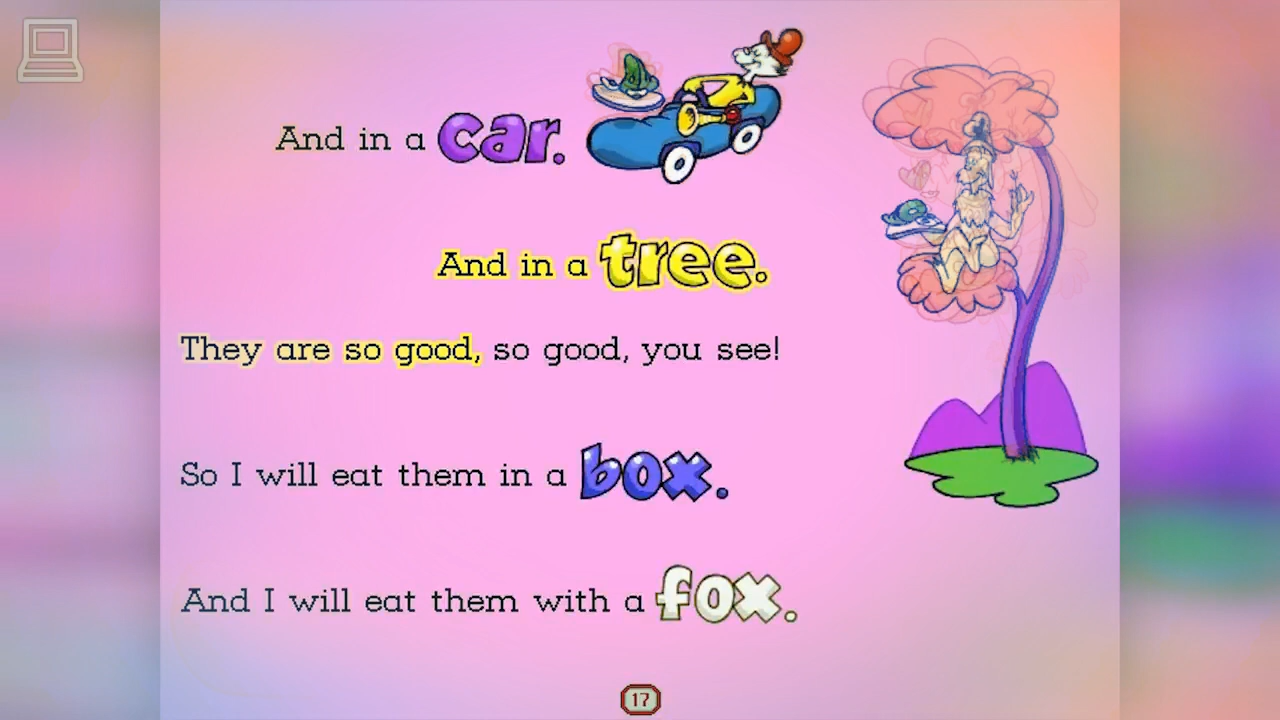 And in a car.
And in a tree.
They are so good, so good, you see!
So I will eat them in a box.
And I will eat them with a fox.
17